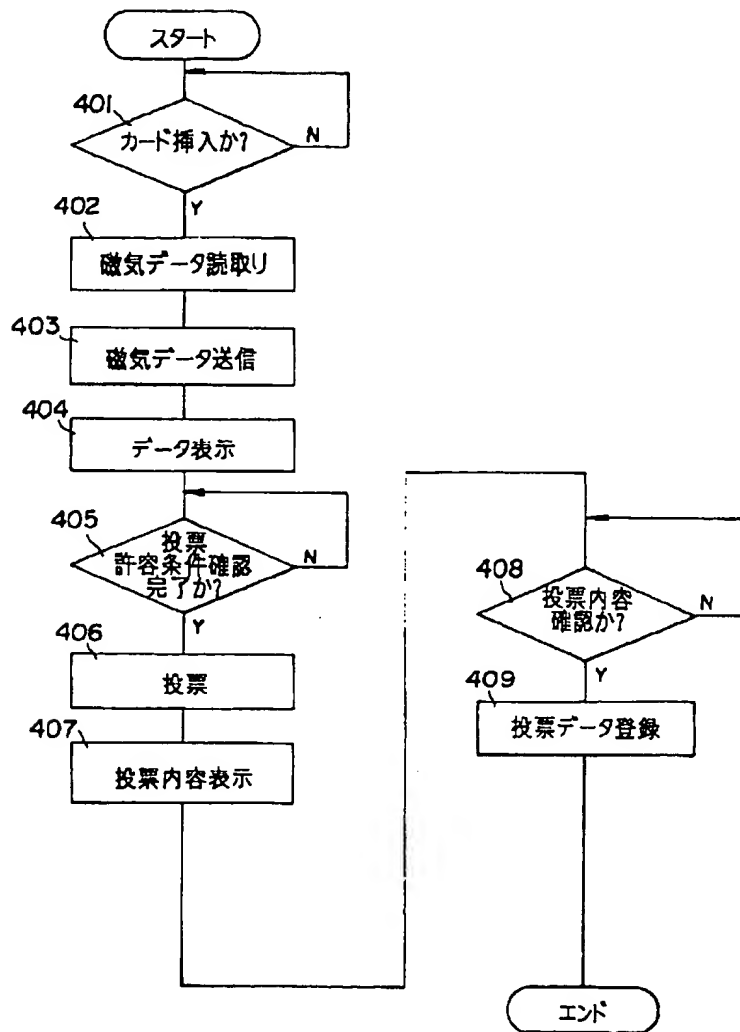 スタート
401
カード挿入か?
N
Y
402
磁気データ読取り
403
磁気データ送信
404
データ表示
405
投票
許容条件確認
完了か?
N
Y
406
投票
407
投票内容表示
408
投票内容
確認か?
N
Y
409
投票データ登録
エンド